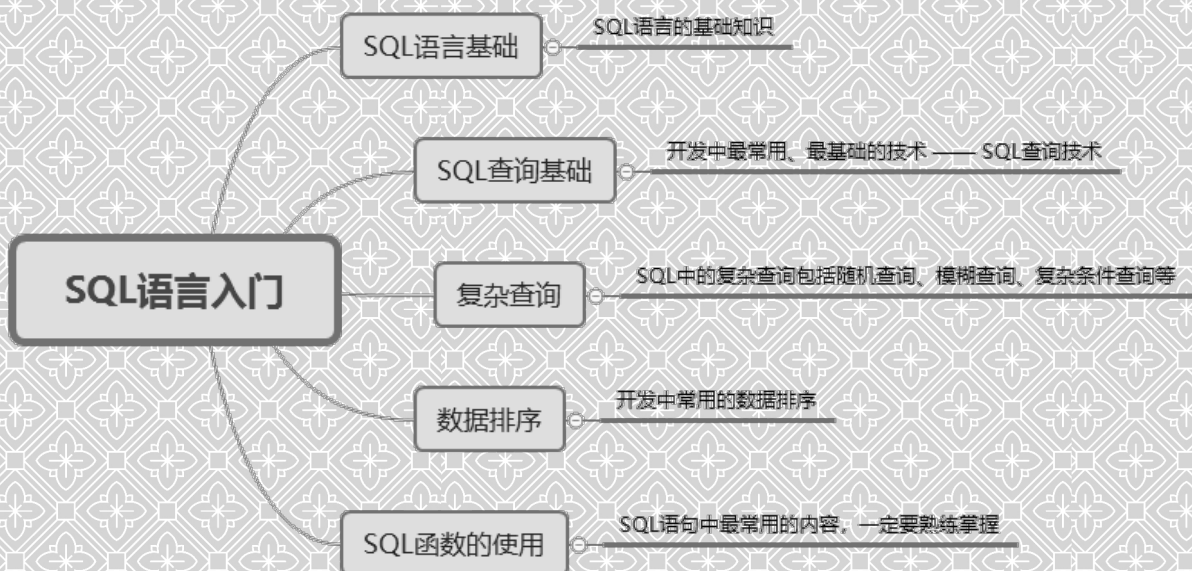 SQL语言基础
SQL语言的基础知识
SQL查询基础
开发中最常用、最基础的技术 —— SQL查询技术
SQL语言入门
复杂查询
SQL中的复杂查询包括随机查询、模糊查询、复杂条件查询等
数据排序
开发中常用的数据排序
SQL函数的使用
SQL语句中最常用的内容，一定要熟练掌握